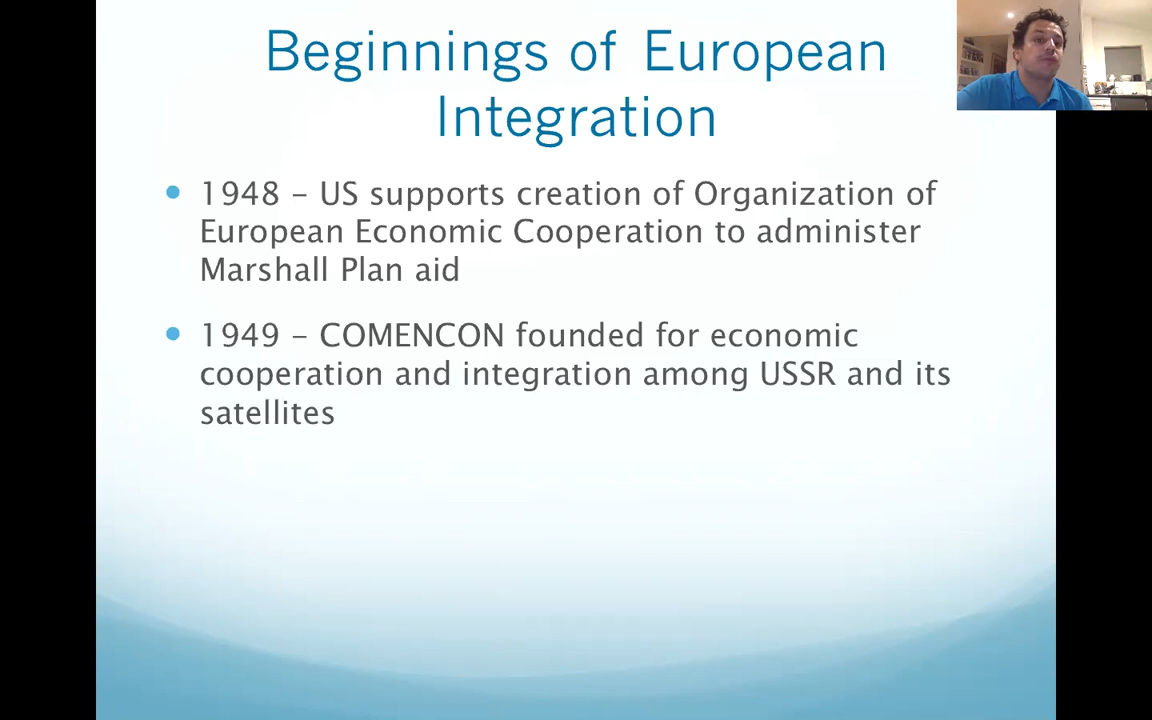 Beginnings of European
Integration
• 1948 – US supports creation of Organization of
European Economic Cooperation to administer
Marshall Plan aid
• 1949 – COMENCON founded for economic
cooperation and integration among USSR and its
satellites